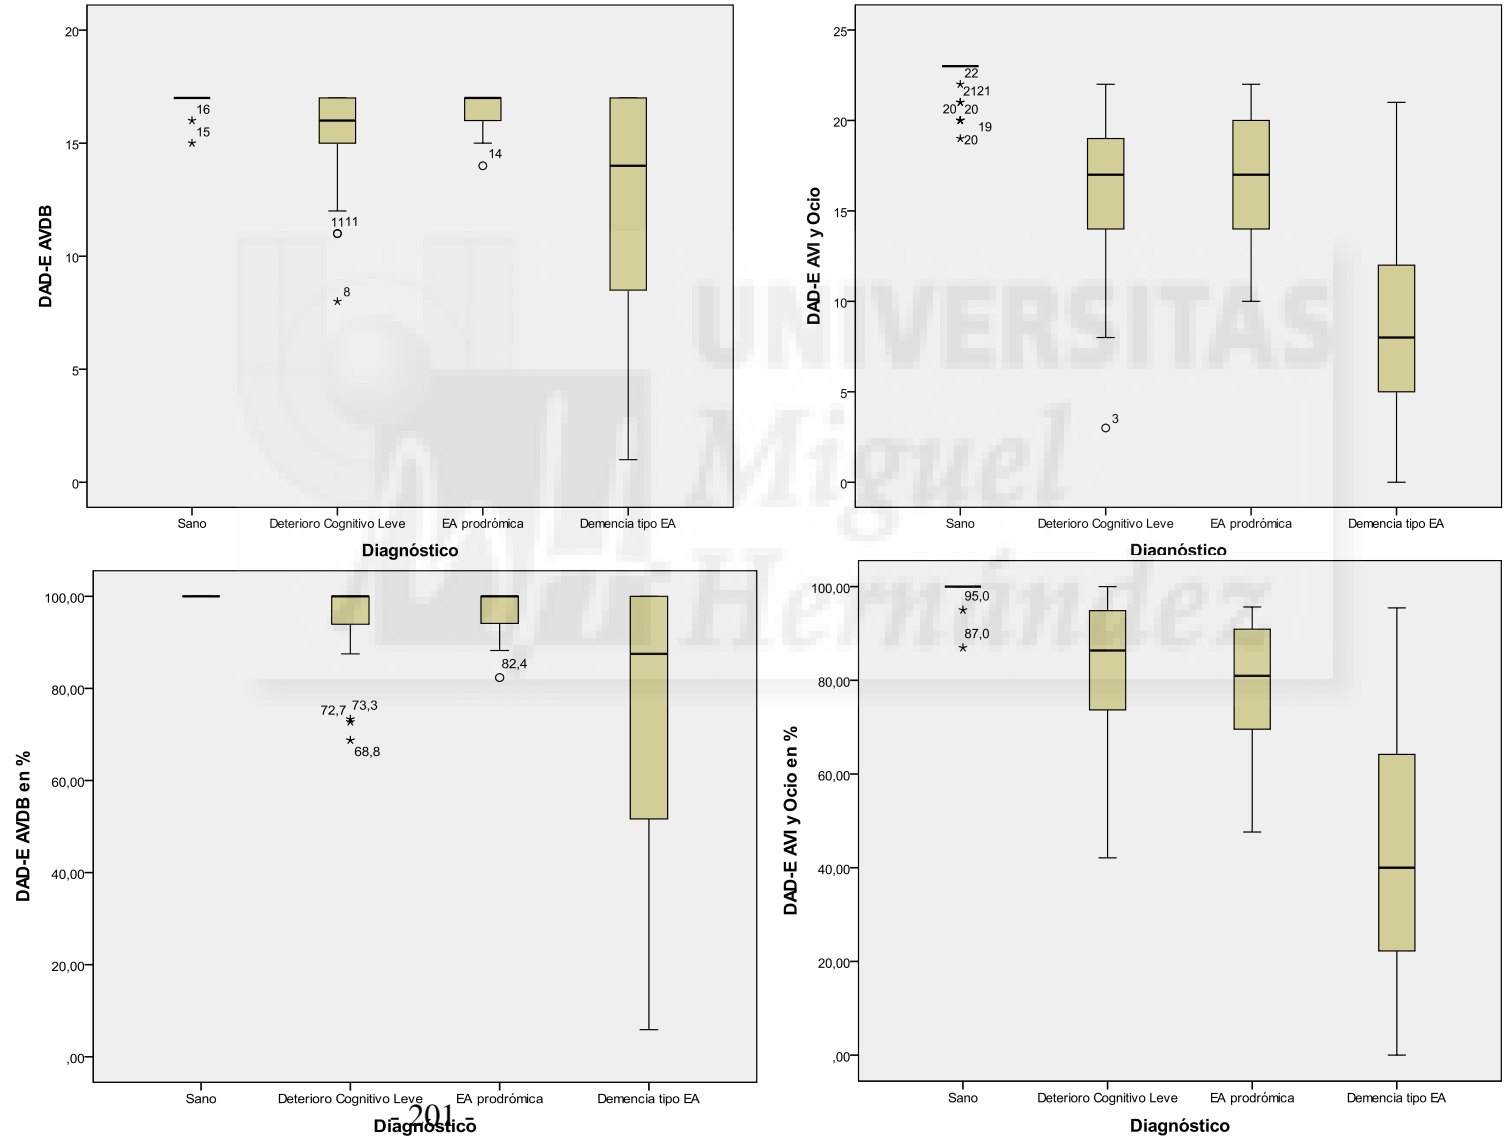 20
15
10
5
0
DAD-E AVDB
16
15
1111
8
14
Sano Deterioro Cognitivo Leve EA prodrómica Demencia tipo EA
Diagnóstico
25
20
15
10
5
0
DAD-E AVI y Ocio
22
2121
20 20
19
20
3
Sano Deterioro Cognitivo Leve EA prodrómica Demencia tipo EA
Diagnóstico
100,00
80,00
60,00
40,00
20,00
,00
DAD-E AVDB en %
72,7 73,3
68,8
82,4
Sano Deterioro Cognitivo Leve EA prodrómica Demencia tipo EA
Diagnóstico
100,00
80,00
60,00
40,00
20,00
,00
DAD-E AVI y Ocio en %
95,0
87,0
Sano Deterioro Cognitivo Leve EA prodrómica Demencia tipo EA
Diagnóstico
- 201 -
UNIVERSITAS
Miguel
Hernández